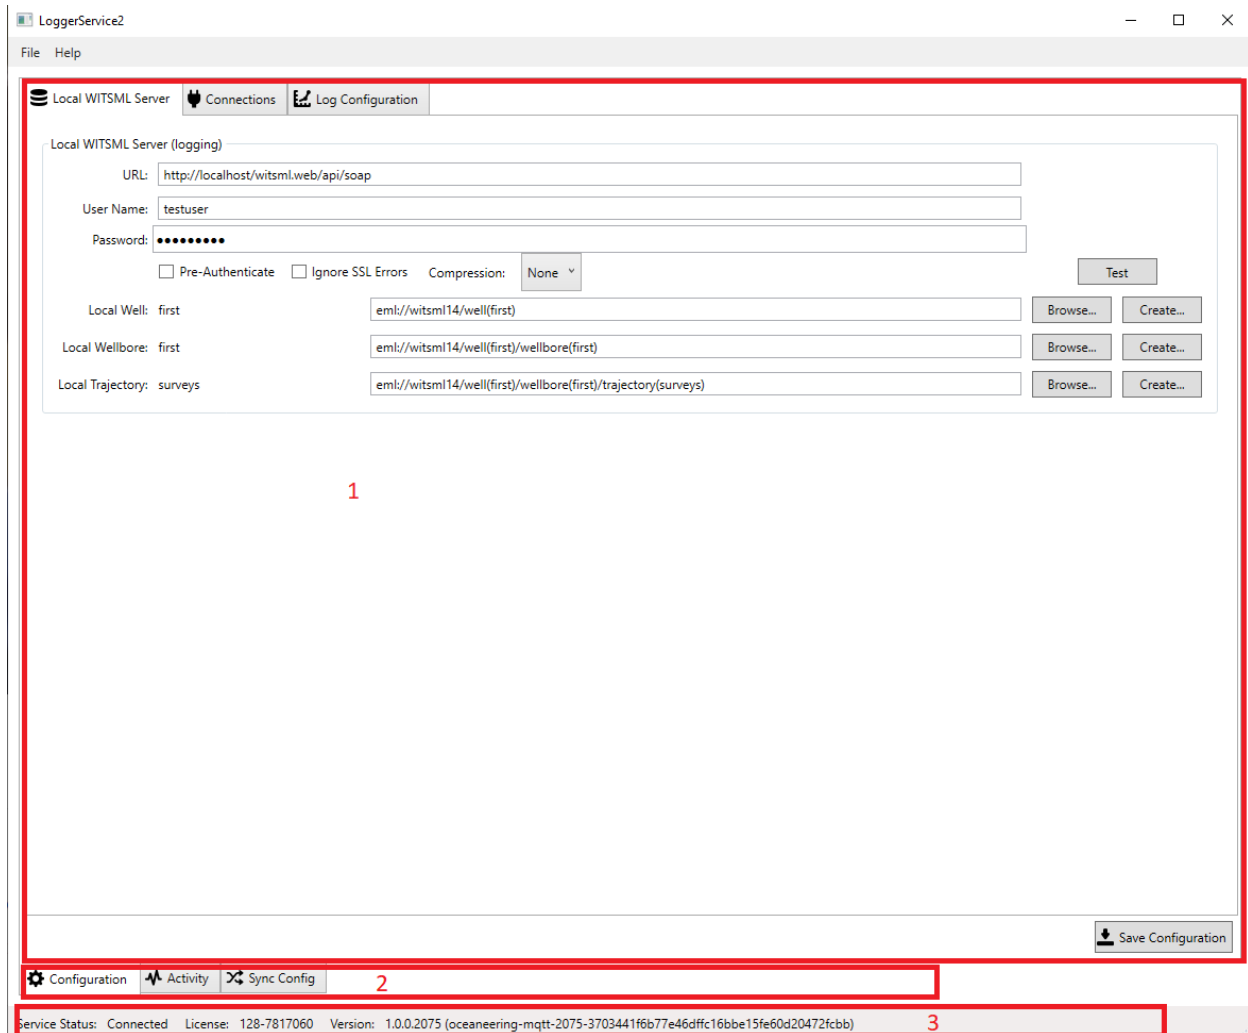 LoggerService2
File Help
Local WITSML Server Connections Log Configuration
Local WITSML Server (logging)
URL: http://localhost/witsml.web/api/soap
User Name: testuser
Password: ●●●●●●●●●
Pre-Authenticate Ignore SSL Errors Compression: None Test
Local Well: first eml://witsml14/well(first) Browse... Create...
Local Wellbore: first eml://witsml14/well(first)/wellbore(first) Browse... Create...
Local Trajectory: surveys eml://witsml14/well(first)/wellbore(first)/trajectory(surveys) Browse... Create...
1
Save Configuration
Configuration Activity Sync Config 2
Service Status: Connected License: 128-7817060 Version: 1.0.0.2075 (oceaneering-mqtt-2075-3703441f6b77e46dffc16bbe15fe60d20472fcbb) 3